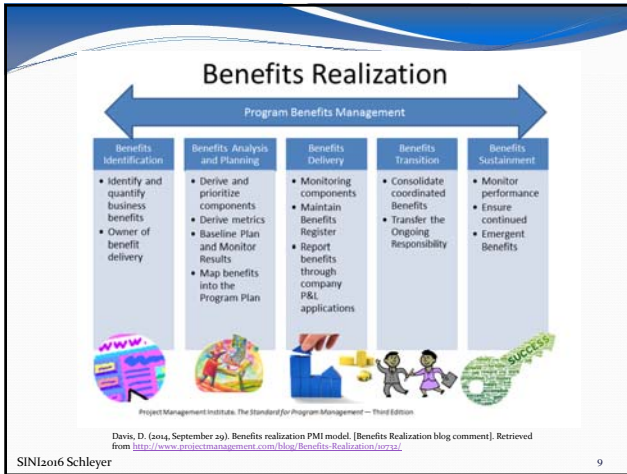 Benefits Realization
Program Benefits Management
Benefits
Identification
• Identify and
quantify
business
benefits
• Owner of
benefit
delivery
Benefits Analysis
and Planning
• Derive and
prioritize
components
• Derive metrics
• Baseline Plan
and Monitor
Results
• Map benefits
into the
Program Plan
Benefits
Delivery
• Monitoring
components
• Maintain
Benefits
Register
• Report
benefits
through
company
P&L
applications
Benefits
Transition
• Consolidate
coordinated
Benefits
• Transfer the
Ongoing
Responsibility
Benefits
Sustainment
• Monitor
performance
• Ensure
continued
• Emergent
Benefits
www.
SUCCESS
Project Management Institute. The Standard for Program Management — Third Edition
Davis, D. (2014, September 29). Benefits realization PMI model. [Benefits Realization blog comment]. Retrieved
from http://www.projectmanagement.com/blog/Benefits-Realization/10732/
SINI2016 Schleyer
9